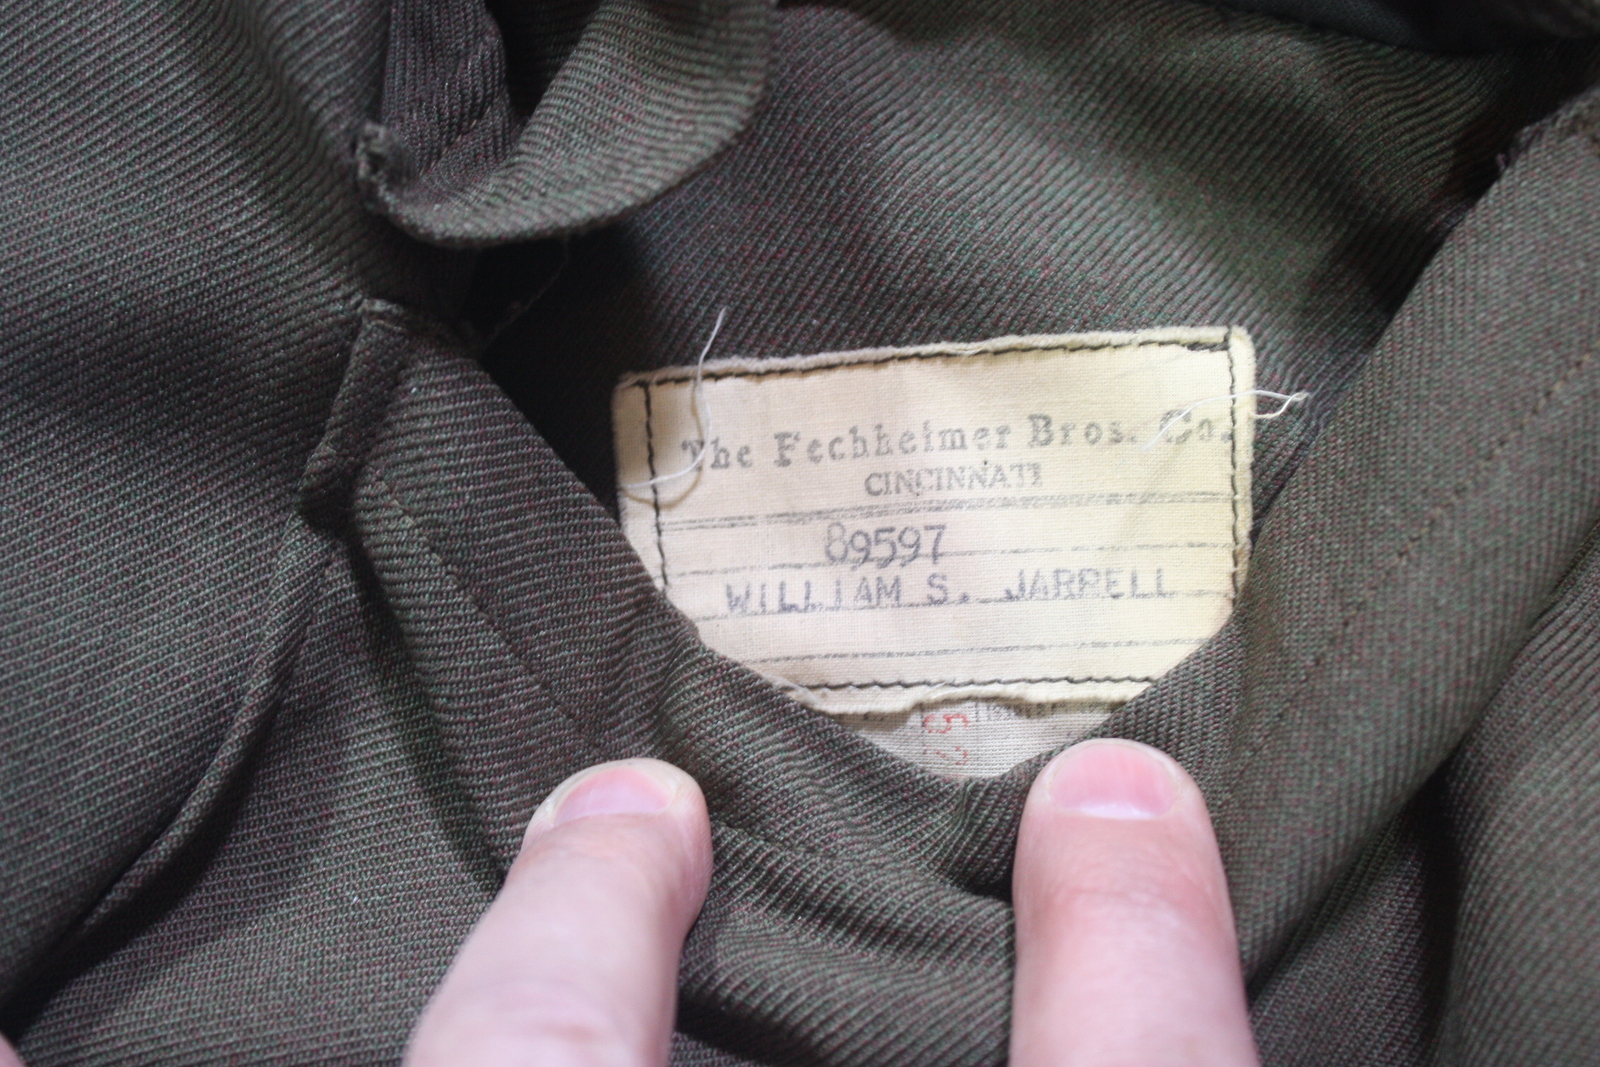 The Fechheimer Bros. Co.
CINCINNATI
89597
WILLIAM S. JARRELL